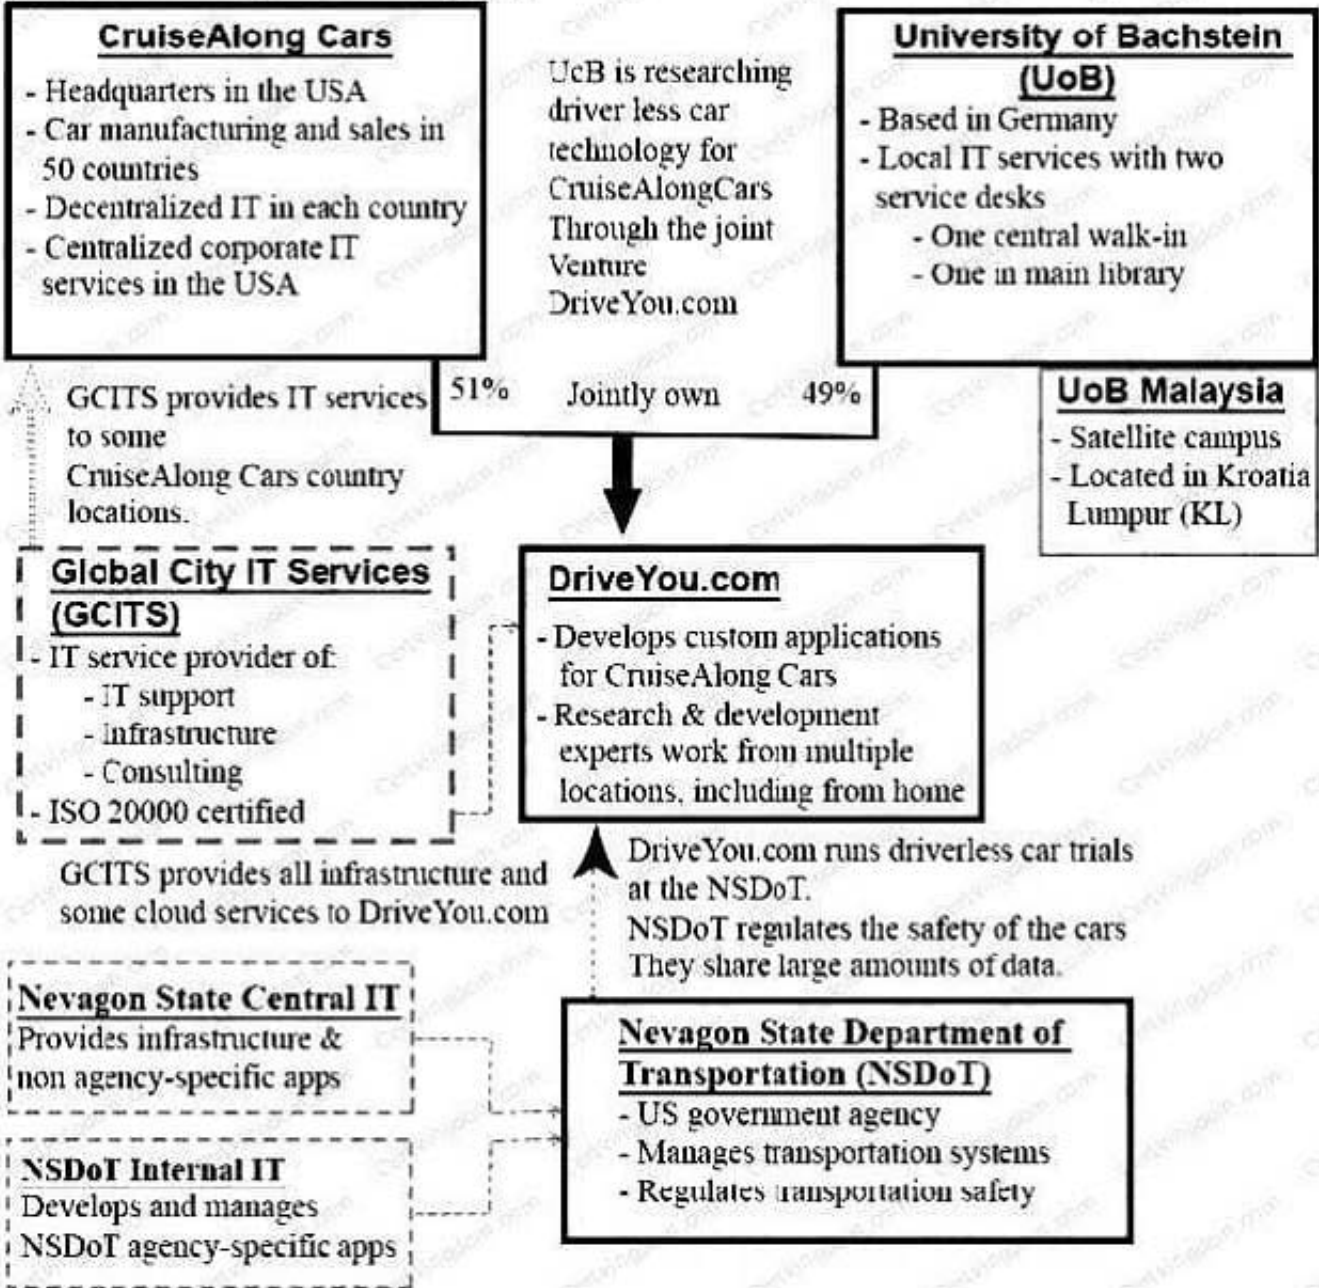 CruiseAlong Cars
- Headquarters in the USA
- Car manufacturing and sales in
50 countries
- Decentralized IT in each country
- Centralized corporate IT
services in the USA
UcB is researching
driver less car
technology for
CruiseAlongCars
Through the joint
Venture
DriveYou.com
University of Bachstein
(UoB)
- Based in Germany
- Local IT services with two
service desks
- One central walk-in
- One in main library
51% Jointly own 49%
UoB Malaysia
- Satellite campus
- Located in Kroatia
Lumpur (KL)
GCITS provides IT services
to some
CruiseAlong Cars country
locations.
Global City IT Services
(GCITS)
- IT service provider of:
- IT support
- Infrastructure
- Consulting
- ISO 20000 certified
DriveYou.com
- Develops custom applications
for CruiseAlong Cars
- Research & development
experts work from multiple
locations, including from home
GCITS provides all infrastructure and
some cloud services to DriveYou.com
DriveYou.com runs driverless car trials
at the NSDoT.
NSDoT regulates the safety of the cars
They share large amounts of data.
Nevagon State Central IT
Provides infrastructure &
non agency-specific apps
NSDoT Internal IT
Develops and manages
NSDoT agency-specific apps
Nevagon State Department of
Transportation (NSDoT)
- US government agency
- Manages transportation systems
- Regulates transportation safety